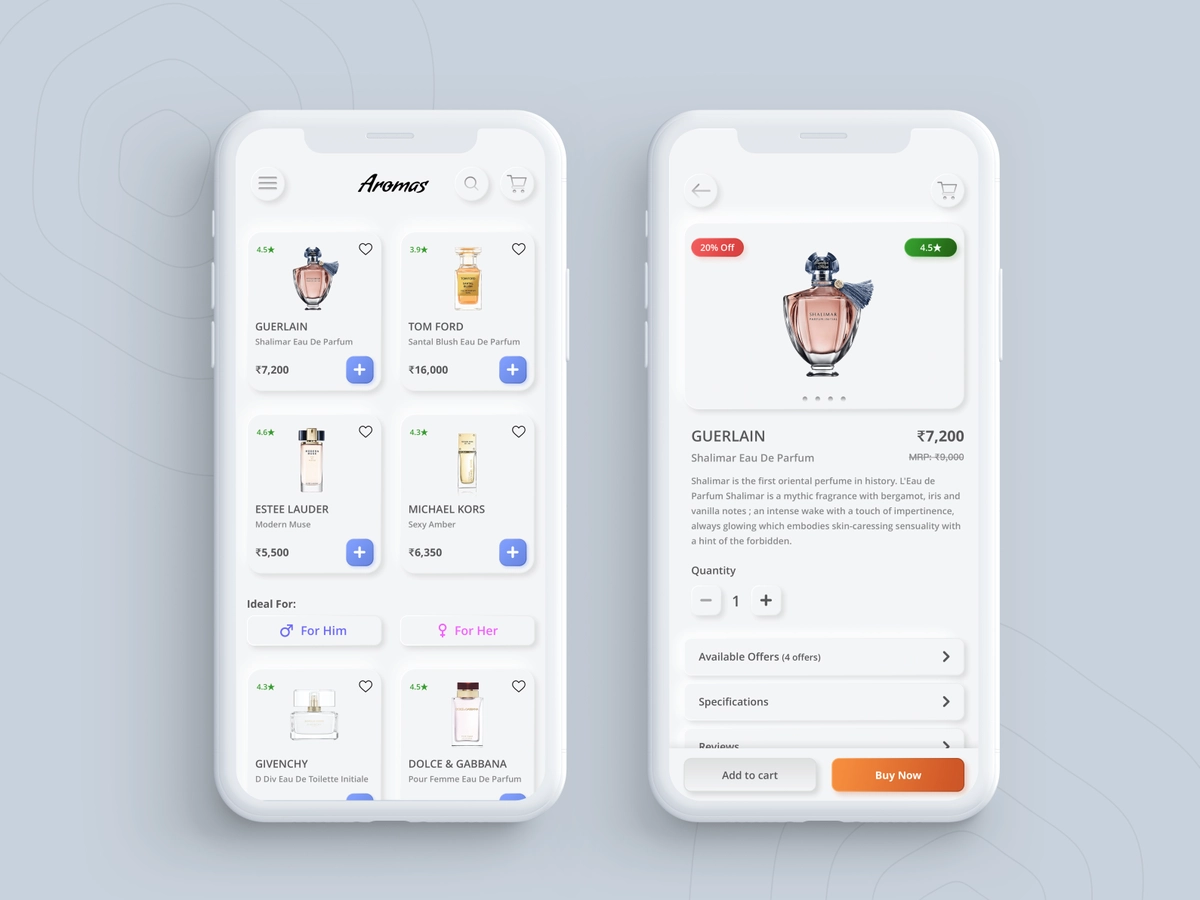 Aromas
4.5★
3.9★
GUERLAIN
TOM FORD
Shalimar Eau De Parfum
Santal Blush Eau De Parfum
₹7,200
₹16,000
4.6★
4.3★
ESTEE LAUDER
MICHAEL KORS
Modern Muse
Sexy Amber
₹5,500
₹6,350
Ideal For:
For Him
For Her
4.3★
4.5★
GIVENCHY
DOLCE & GABBANA
D Div Eau De Toilette Initiale
Pour Femme Eau De Parfum
20% Off
4.5★
SHALIMAR
PARFUM INITIAL
GUERLAIN
₹7,200
Shalimar Eau De Parfum
MRP: ₹9,000
Shalimar is the first oriental perfume in history. L'Eau de
Parfum Shalimar is a mythic fragrance with bergamot, iris and
vanilla notes ; an intense wake with a touch of impertinence,
always glowing which embodies skin-caressing sensuality with
a hint of the forbidden.
Quantity
1
Available Offers (4 offers)
Specifications
Reviews
Add to cart
Buy Now